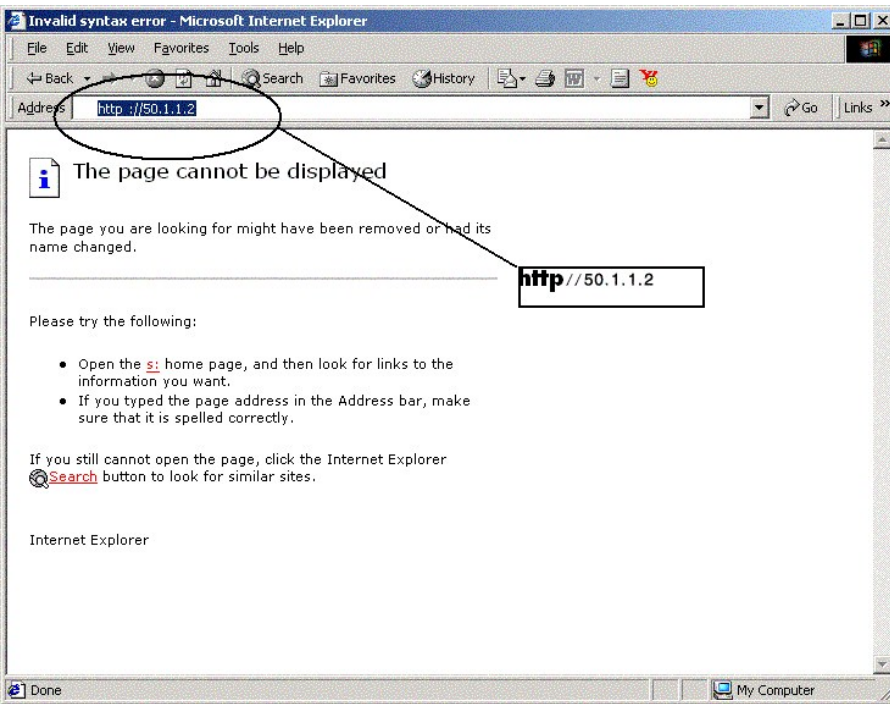 Invalid syntax error - Microsoft Internet Explorer
File Edit View Favorites Tools Help
Back Search Favorites History
Address http ://50.1.1.2 Go Links »
The page cannot be displayed
The page you are looking for might have been removed or had its
name changed.
http//50.1.1.2
Please try the following:
• Open the s: home page, and then look for links to the
information you want.
• If you typed the page address in the Address bar, make
sure that it is spelled correctly.
If you still cannot open the page, click the Internet Explorer
Search button to look for similar sites.
Internet Explorer
Done My Computer